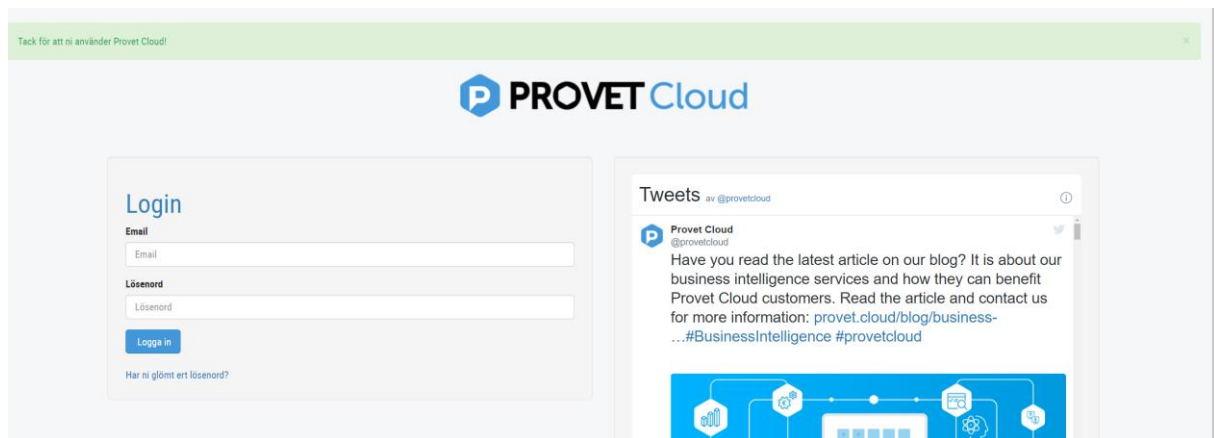 Tack för att ni använder Provet Cloud!
×
PROVET Cloud
Login
Email
Email
Lösenord
Lösenord
Logga in
Har ni glömt ert lösenord?
Tweets av @provetcloud
Provet Cloud
@provetcloud
Have you read the latest article on our blog? It is about our
business intelligence services and how they can benefit
Provet Cloud customers. Read the article and contact us
for more information: provet.cloud/blog/business-
…#BusinessIntelligence #provetcloud